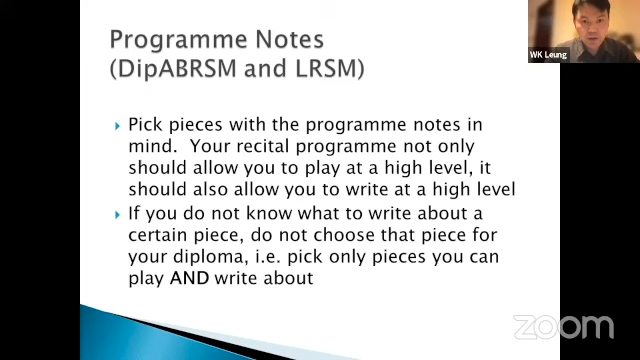 Programme Notes
(DipABRSM and LRSM)
WK Leung
Pick pieces with the programme notes in
mind.  Your recital programme not only
should allow you to play at a high level, it
should also allow you to write at a high level
If you do not know what to write about a
certain piece, do not choose that piece for
your diploma, i.e. pick only pieces you can
play AND write about
zoom